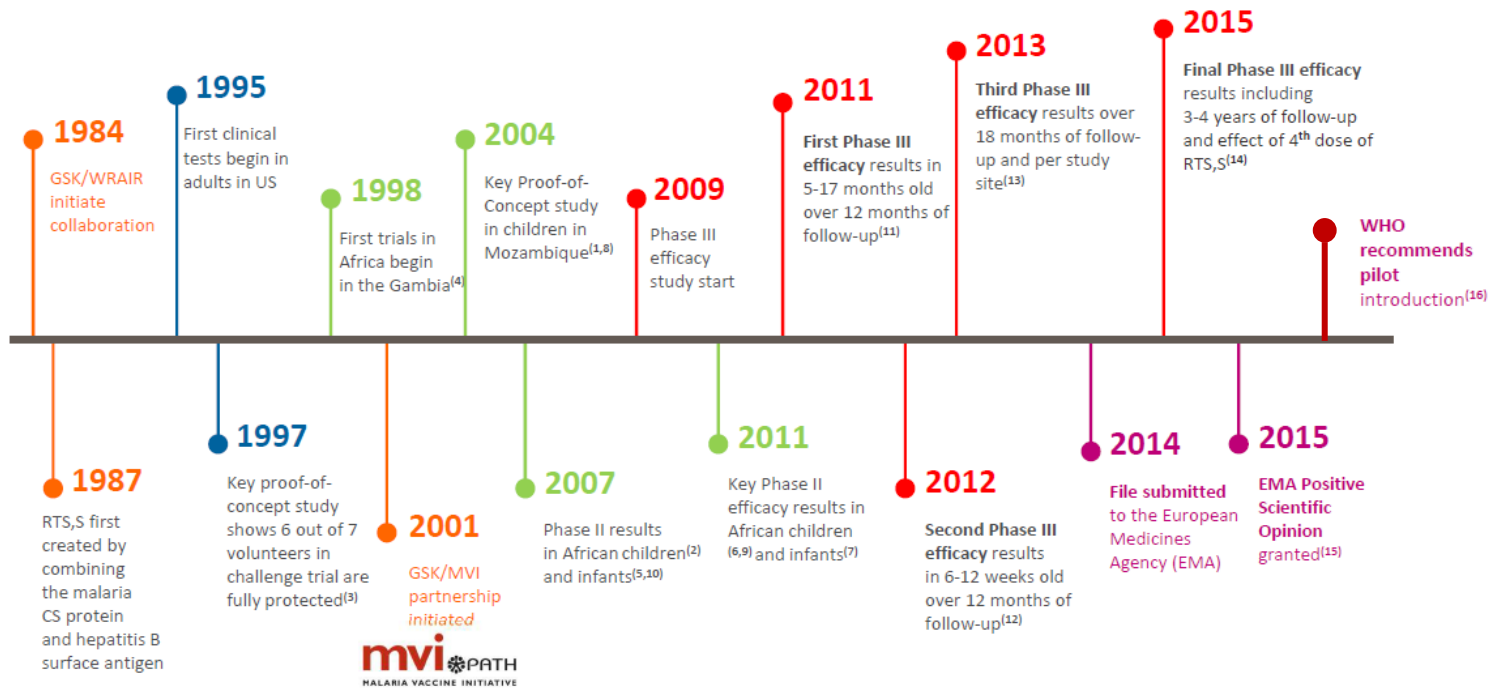 1984
GSK/WRAIR
initiate
collaboration
1995
First clinical
tests begin in
adults in US
1998
First trials in
Africa begin
in the Gambia(4)
2004
Key Proof-of-
Concept study
in children in
Mozambique(1,8)
2009
Phase III
efficacy
study start
2011
First Phase III
efficacy results in
5-17 months old
over 12 months of
follow-up(11)
2013
Third Phase III
efficacy results over
18 months of follow-
up and per study
site(13)
2015
Final Phase III efficacy
results including
3-4 years of follow-up
and effect of 4th dose of
RTS,S(14)
WHO
recommends
pilot
introduction(16)
1987
RTS,S first
created by
combining
the malaria
CS protein
and hepatitis B
surface antigen
1997
Key proof-of-
concept study
shows 6 out of 7
volunteers in
challenge trial are
fully protected(3)
2001
GSK/MVI
partnership
initiated
mvi PATH
MALARIA VACCINE INITIATIVE
2007
Phase II results
in African children(2)
and infants(5,10)
2011
Key Phase II
efficacy results in
African children
(6,9) and infants(7)
2012
Second Phase III
efficacy results
in 6-12 weeks old
over 12 months of
follow-up(12)
2014
File submitted
to the European
Medicines
Agency (EMA)
2015
EMA Positive
Scientific
Opinion
granted(15)